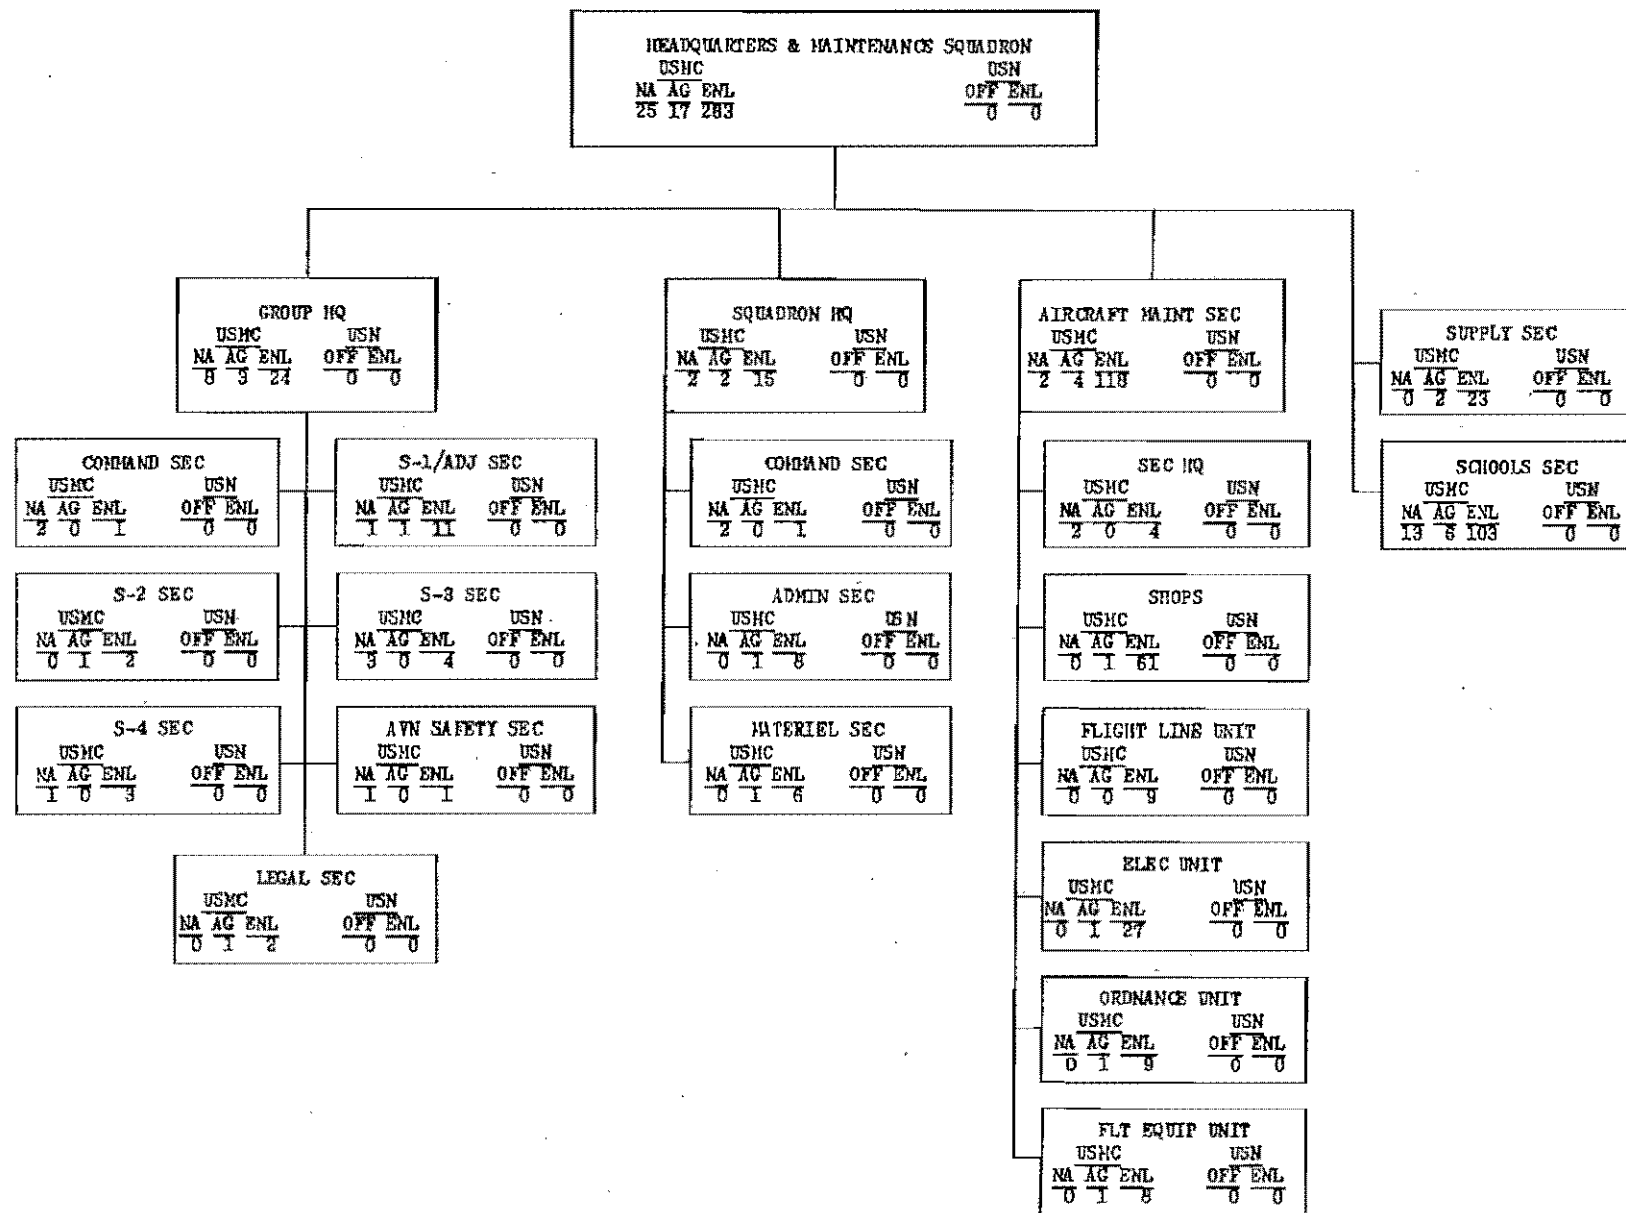 HEADQUARTERS & MAINTENANCE SQUADRON
USMC USN
NA AG ENL OFF ENL
25 17 283 0 0
GROUP HQ
USMC USN
NA AG ENL OFF ENL
8 3 24 0 0
COMMAND SEC
USMC USN
NA AG ENL OFF ENL
2 0 1 0 0
S-1/ADJ SEC
USMC USN
NA AG ENL OFF ENL
1 1 11 0 0
S-2 SEC
USMC USN
NA AG ENL OFF ENL
0 1 2 0 0
S-3 SEC
USMC USN
NA AG ENL OFF ENL
3 0 4 0 0
S-4 SEC
USMC USN
NA AG ENL OFF ENL
1 0 3 0 0
AVN SAFETY SEC
USMC USN
NA AG ENL OFF ENL
1 0 1 0 0
LEGAL SEC
USMC USN
NA AG ENL OFF ENL
0 1 2 0 0
SQUADRON HQ
USMC USN
NA AG ENL OFF ENL
2 2 15 0 0
COMMAND SEC
USMC USN
NA AG ENL OFF ENL
2 0 1 0 0
ADMIN SEC
USMC USN
NA AG ENL OFF ENL
0 1 8 0 0
MATERIEL SEC
USMC USN
NA AG ENL OFF ENL
0 1 6 0 0
AIRCRAFT MAINT SEC
USMC USN
NA AG ENL OFF ENL
2 4 118 0 0
SEC HQ
USMC USN
NA AG ENL OFF ENL
2 0 4 0 0
SHOPS
USMC USN
NA AG ENL OFF ENL
0 1 61 0 0
FLIGHT LINE UNIT
USMC USN
NA AG ENL OFF ENL
0 0 9 0 0
ELEC UNIT
USMC USN
NA AG ENL OFF ENL
0 1 27 0 0
ORDNANCE UNIT
USMC USN
NA AG ENL OFF ENL
0 1 9 0 0
FLT EQUIP UNIT
USMC USN
NA AG ENL OFF ENL
0 1 8 0 0
SUPPLY SEC
USMC USN
NA AG ENL OFF ENL
0 2 23 0 0
SCHOOLS SEC
USMC USN
NA AG ENL OFF ENL
13 6 103 0 0